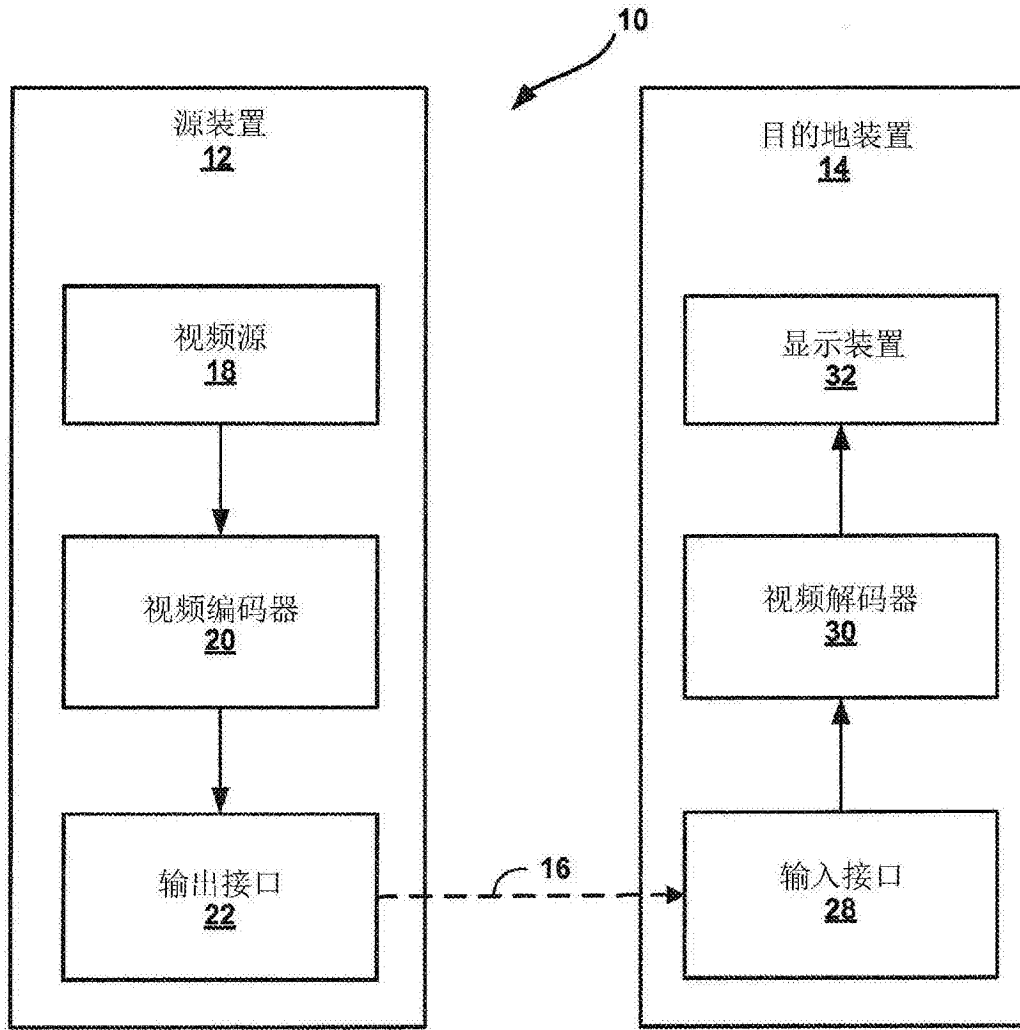 10
源装置
12
视频源
18
视频编码器
20
输出接口
22
16
目的地装置
14
显示装置
32
视频解码器
30
输入接口
28